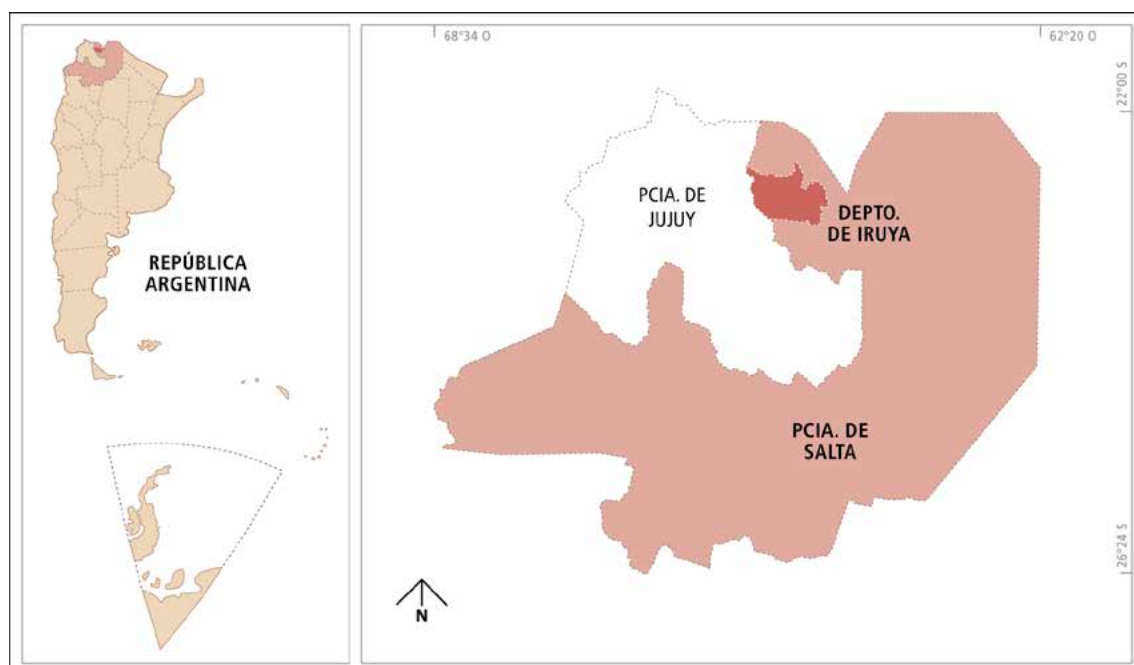 REPÚBLICA
ARGENTINA
68°34 O
62°20 O
22°00 S
PCIA. DE
JUJUY
DEPTO.
DE IRUYA
PCIA. DE
SALTA
26°24 S
N